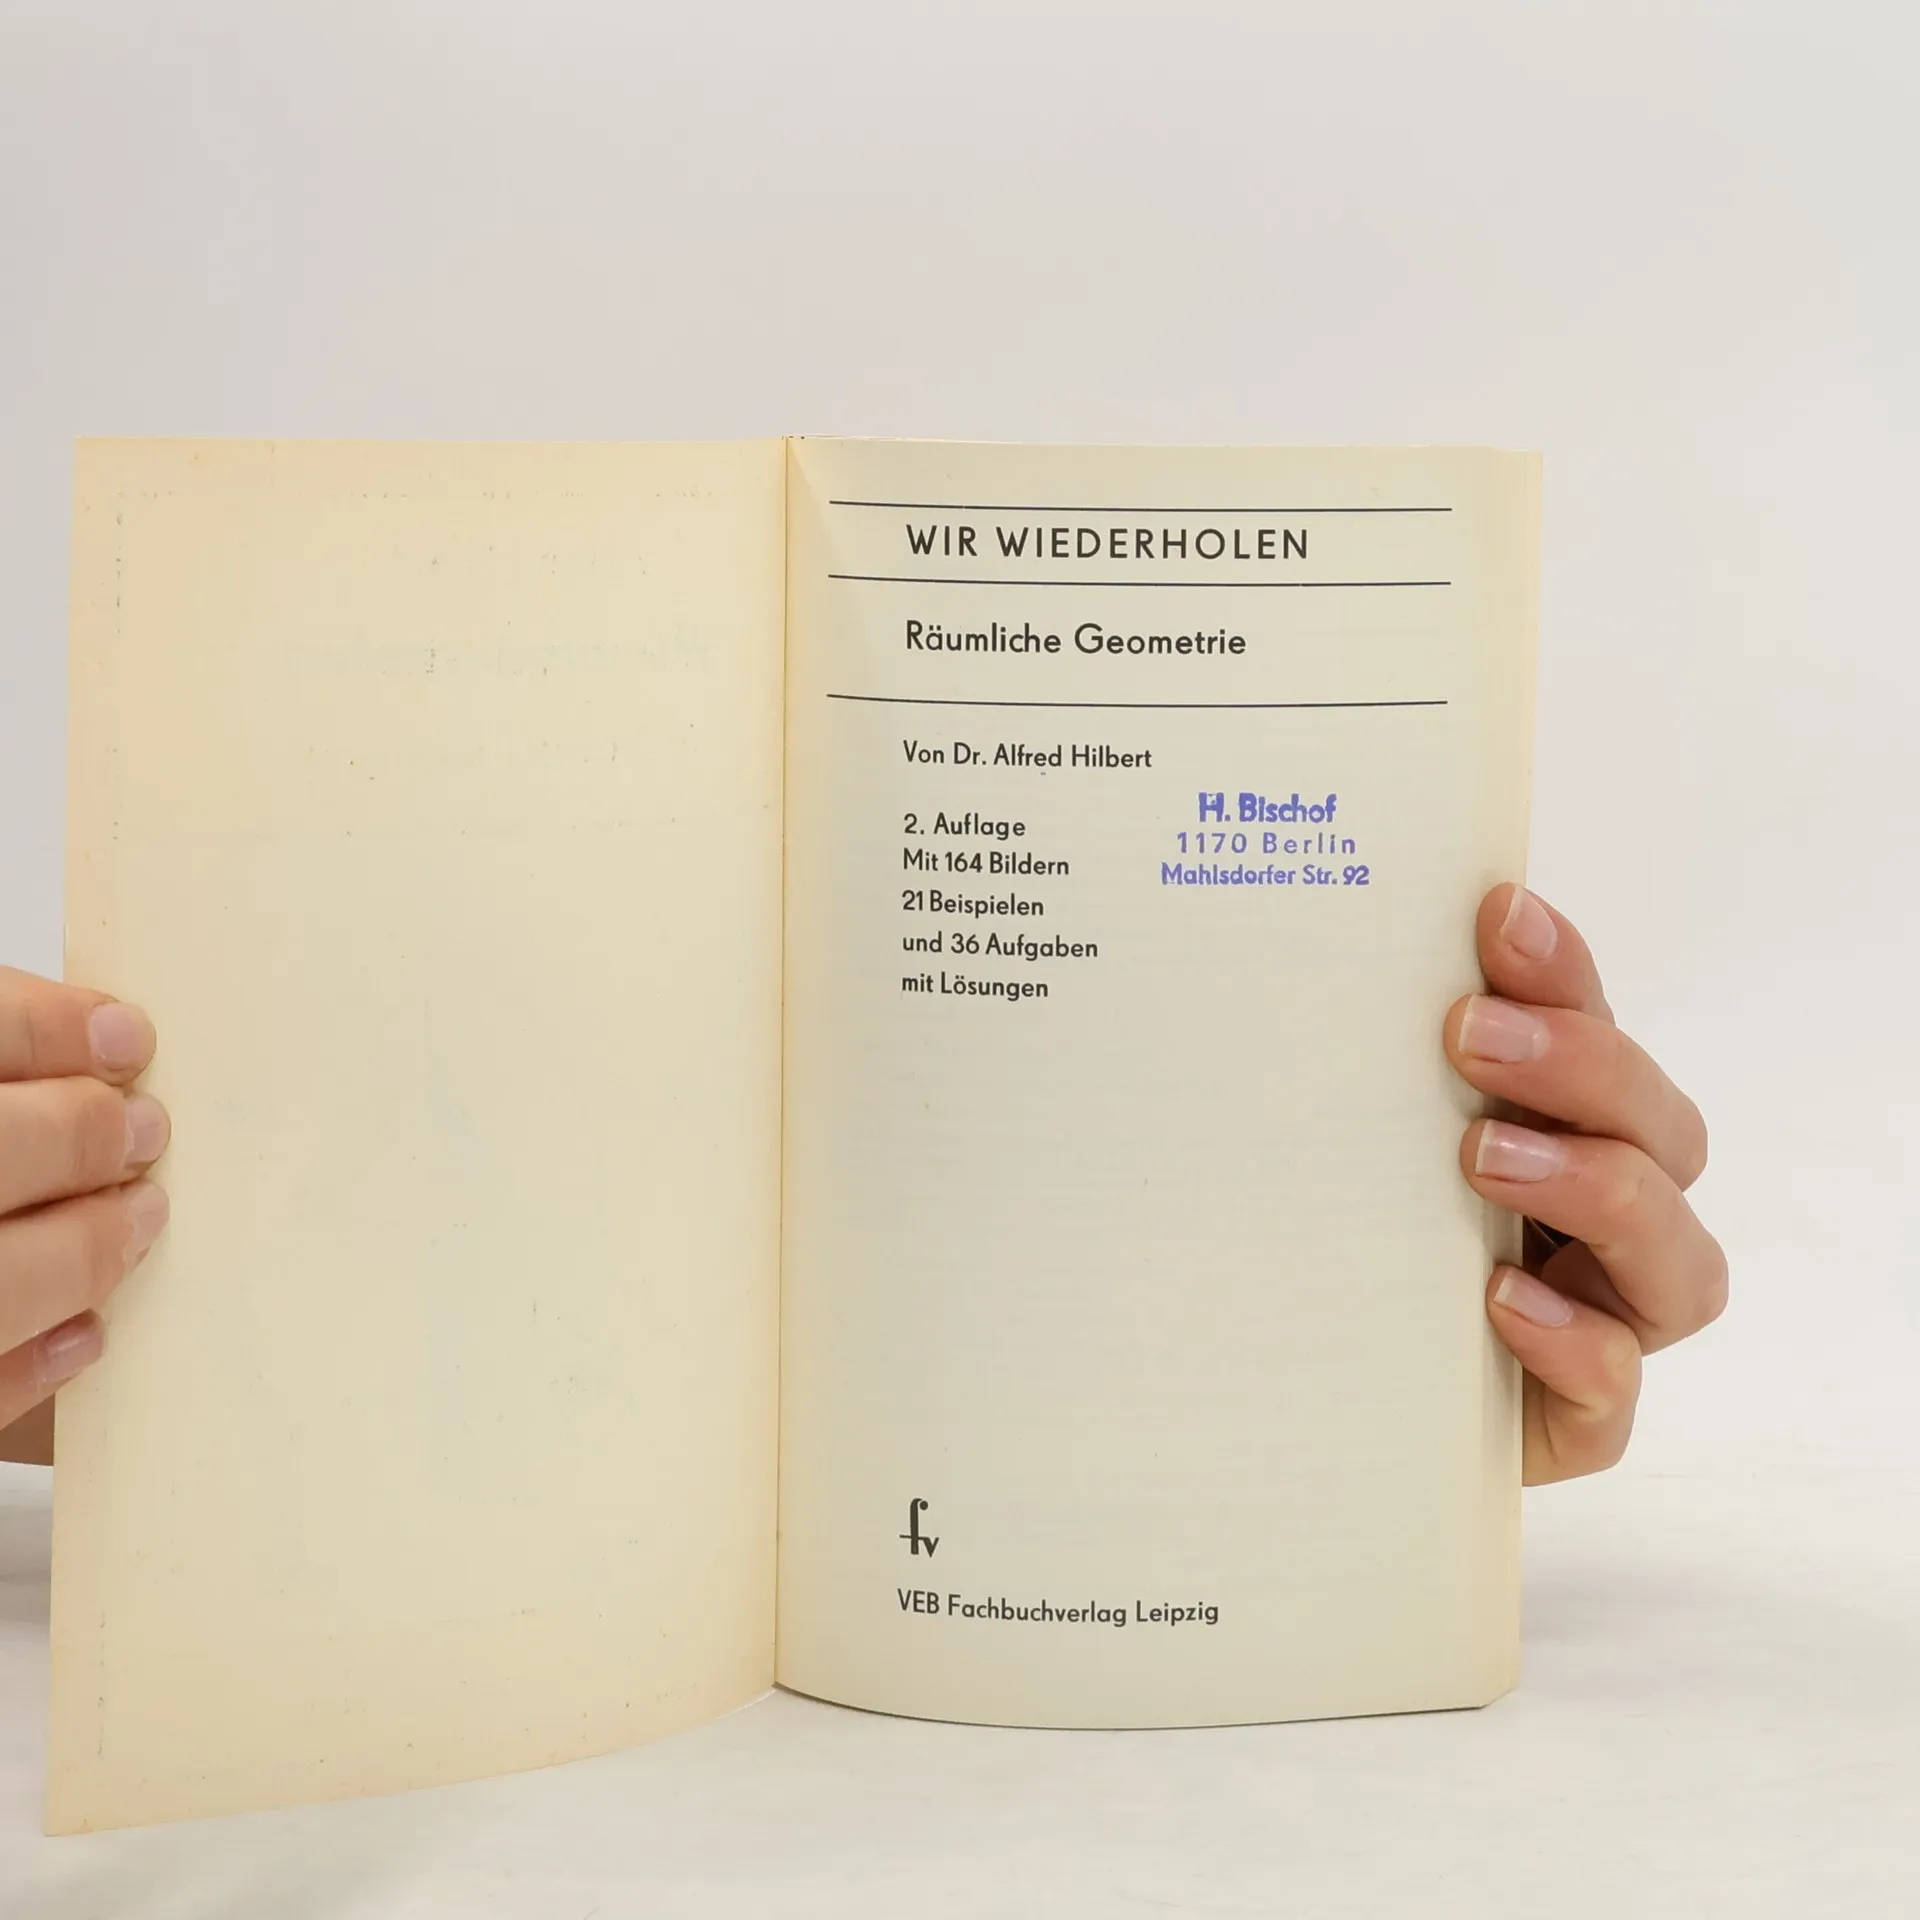 WIR WIEDERHOLEN
Räumliche Geometrie
Von Dr. Alfred Hilbert
2. Auflage
Mit 164 Bildern
21 Beispielen
und 36 Aufgaben
mit Lösungen
H. Bischof
1170 Berlin
Mahlsdorfer Str. 92
fv
VEB Fachbuchverlag Leipzig